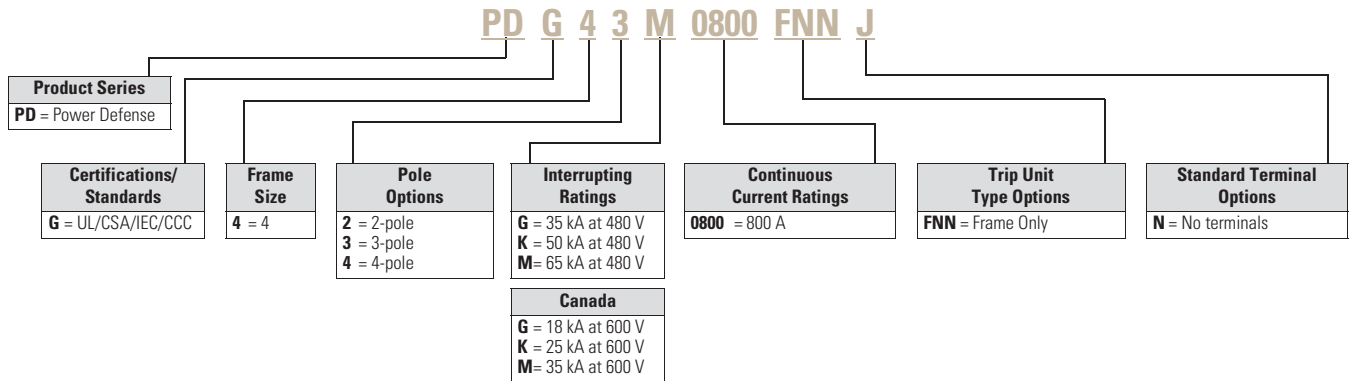 PD G 4 3 M 0800 FNN J
Product Series
PD = Power Defense
Certifications/
Standards
G = UL/CSA/IEC/CCC
Frame
Size
4 = 4
Pole
Options
2 = 2-pole
3 = 3-pole
4 = 4-pole
Interrupting
Ratings
G = 35 kA at 480 V
K = 50 kA at 480 V
M= 65 kA at 480 V
Canada
G = 18 kA at 600 V
K = 25 kA at 600 V
M= 35 kA at 600 V
Continuous
Current Ratings
0800 = 800 A
Trip Unit
Type Options
FNN = Frame Only
Standard Terminal
Options
N = No terminals